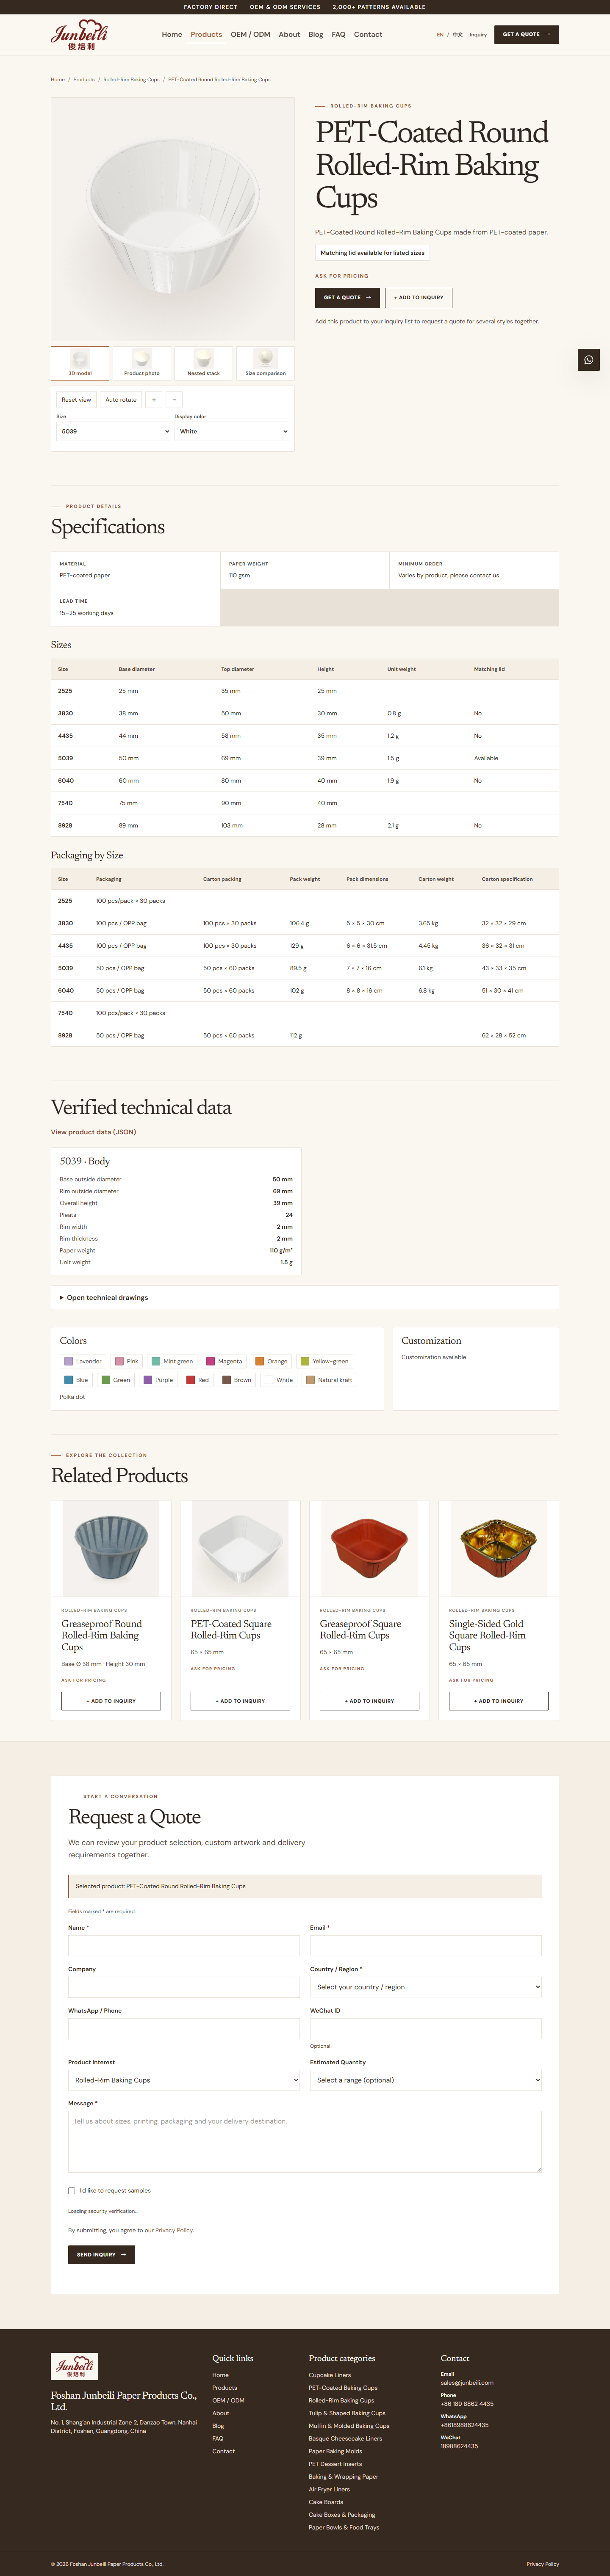 FACTORY DIRECT OEM & ODM SERVICES 2,000+ PATTERNS AVAILABLE
Junbeili
俊焙利
Home Products OEM / ODM About Blog FAQ Contact
EN / 中文 Inquiry GET A QUOTE →
Home / Products / Rolled-Rim Baking Cups / PET-Coated Round Rolled-Rim Baking Cups
ROLLED-RIM BAKING CUPS
PET-Coated Round
Rolled-Rim Baking
Cups
PET-Coated Round Rolled-Rim Baking Cups made from PET-coated paper.
Matching lid available for listed sizes
ASK FOR PRICING
GET A QUOTE → + ADD TO INQUIRY
Add this product to your inquiry list to request a quote for several styles together.
3D model Product photo Nested stack Size comparison
Reset view Auto rotate + −
Size Display color
5039 White
PRODUCT DETAILS
Specifications
MATERIAL PAPER WEIGHT MINIMUM ORDER
PET-coated paper 110 gsm Varies by product, please contact us
LEAD TIME
15–25 working days
Sizes
Size Base diameter Top diameter Height Unit weight Matching lid
2525 25 mm 35 mm 25 mm
3830 38 mm 50 mm 30 mm 0.8 g No
4435 44 mm 58 mm 35 mm 1.2 g No
5039 50 mm 69 mm 39 mm 1.5 g Available
6040 60 mm 80 mm 40 mm 1.9 g No
7540 75 mm 90 mm 40 mm
8928 89 mm 103 mm 28 mm 2.1 g No
Packaging by Size
Size Packaging Carton packing Pack weight Pack dimensions Carton weight Carton specification
2525 100 pcs/pack × 30 packs
3830 100 pcs / OPP bag 100 pcs × 30 packs 106.4 g 5 × 5 × 30 cm 3.65 kg 32 × 32 × 29 cm
4435 100 pcs / OPP bag 100 pcs × 30 packs 129 g 6 × 6 × 31.5 cm 4.45 kg 36 × 32 × 31 cm
5039 50 pcs / OPP bag 50 pcs × 60 packs 89.5 g 7 × 7 × 16 cm 6.1 kg 43 × 33 × 35 cm
6040 50 pcs / OPP bag 50 pcs × 60 packs 102 g 8 × 8 × 16 cm 6.8 kg 51 × 30 × 41 cm
7540 100 pcs/pack × 30 packs
8928 50 pcs / OPP bag 50 pcs × 60 packs 112 g 62 × 28 × 52 cm
Verified technical data
View product data (JSON)
5039 · Body
Base outside diameter 50 mm
Rim outside diameter 69 mm
Overall height 39 mm
Pleats 24
Rim width 2 mm
Rim thickness 2 mm
Paper weight 110 g/m²
Unit weight 1.5 g
▶ Open technical drawings
Colors
Lavender Pink Mint green Magenta Orange Yellow-green
Blue Green Purple Red Brown White Natural kraft
Polka dot
Customization
Customization available
EXPLORE THE COLLECTION
Related Products
ROLLED-RIM BAKING CUPS
Greaseproof Round
Rolled-Rim Baking
Cups
Base Ø 38 mm · Height 30 mm
ASK FOR PRICING
+ ADD TO INQUIRY
ROLLED-RIM BAKING CUPS
PET-Coated Square
Rolled-Rim Cups
65 × 65 mm
ASK FOR PRICING
+ ADD TO INQUIRY
ROLLED-RIM BAKING CUPS
Greaseproof Square
Rolled-Rim Cups
65 × 65 mm
ASK FOR PRICING
+ ADD TO INQUIRY
ROLLED-RIM BAKING CUPS
Single-Sided Gold
Square Rolled-Rim
Cups
65 × 65 mm
ASK FOR PRICING
+ ADD TO INQUIRY
START A CONVERSATION
Request a Quote
We can review your product selection, custom artwork and delivery
requirements together.
Selected product: PET-Coated Round Rolled-Rim Baking Cups
Fields marked * are required.
Name * Email *
Company Country / Region *
Select your country / region
WhatsApp / Phone WeChat ID
Optional
Product Interest Estimated Quantity
Rolled-Rim Baking Cups Select a range (optional)
Message *
Tell us about sizes, printing, packaging and your delivery destination.
I'd like to request samples
Loading security verification...
By submitting, you agree to our Privacy Policy.
SEND INQUIRY →
Junbeili
俊焙利
Foshan Junbeili Paper Products Co.,
Ltd.
No. 1, Shang'an Industrial Zone 2, Danzao Town, Nanhai
District, Foshan, Guangdong, China
Quick links
Home
Products
OEM / ODM
About
Blog
FAQ
Contact
Product categories
Cupcake Liners
PET-Coated Baking Cups
Rolled-Rim Baking Cups
Tulip & Shaped Baking Cups
Muffin & Molded Baking Cups
Basque Cheesecake Liners
Paper Baking Molds
PET Dessert Inserts
Baking & Wrapping Paper
Air Fryer Liners
Cake Boards
Cake Boxes & Packaging
Paper Bowls & Food Trays
Contact
Email
sales@junbeili.com
Phone
+86 189 8862 4435
WhatsApp
+8618988624435
WeChat
18988624435
© 2026 Foshan Junbeili Paper Products Co., Ltd. Privacy Policy